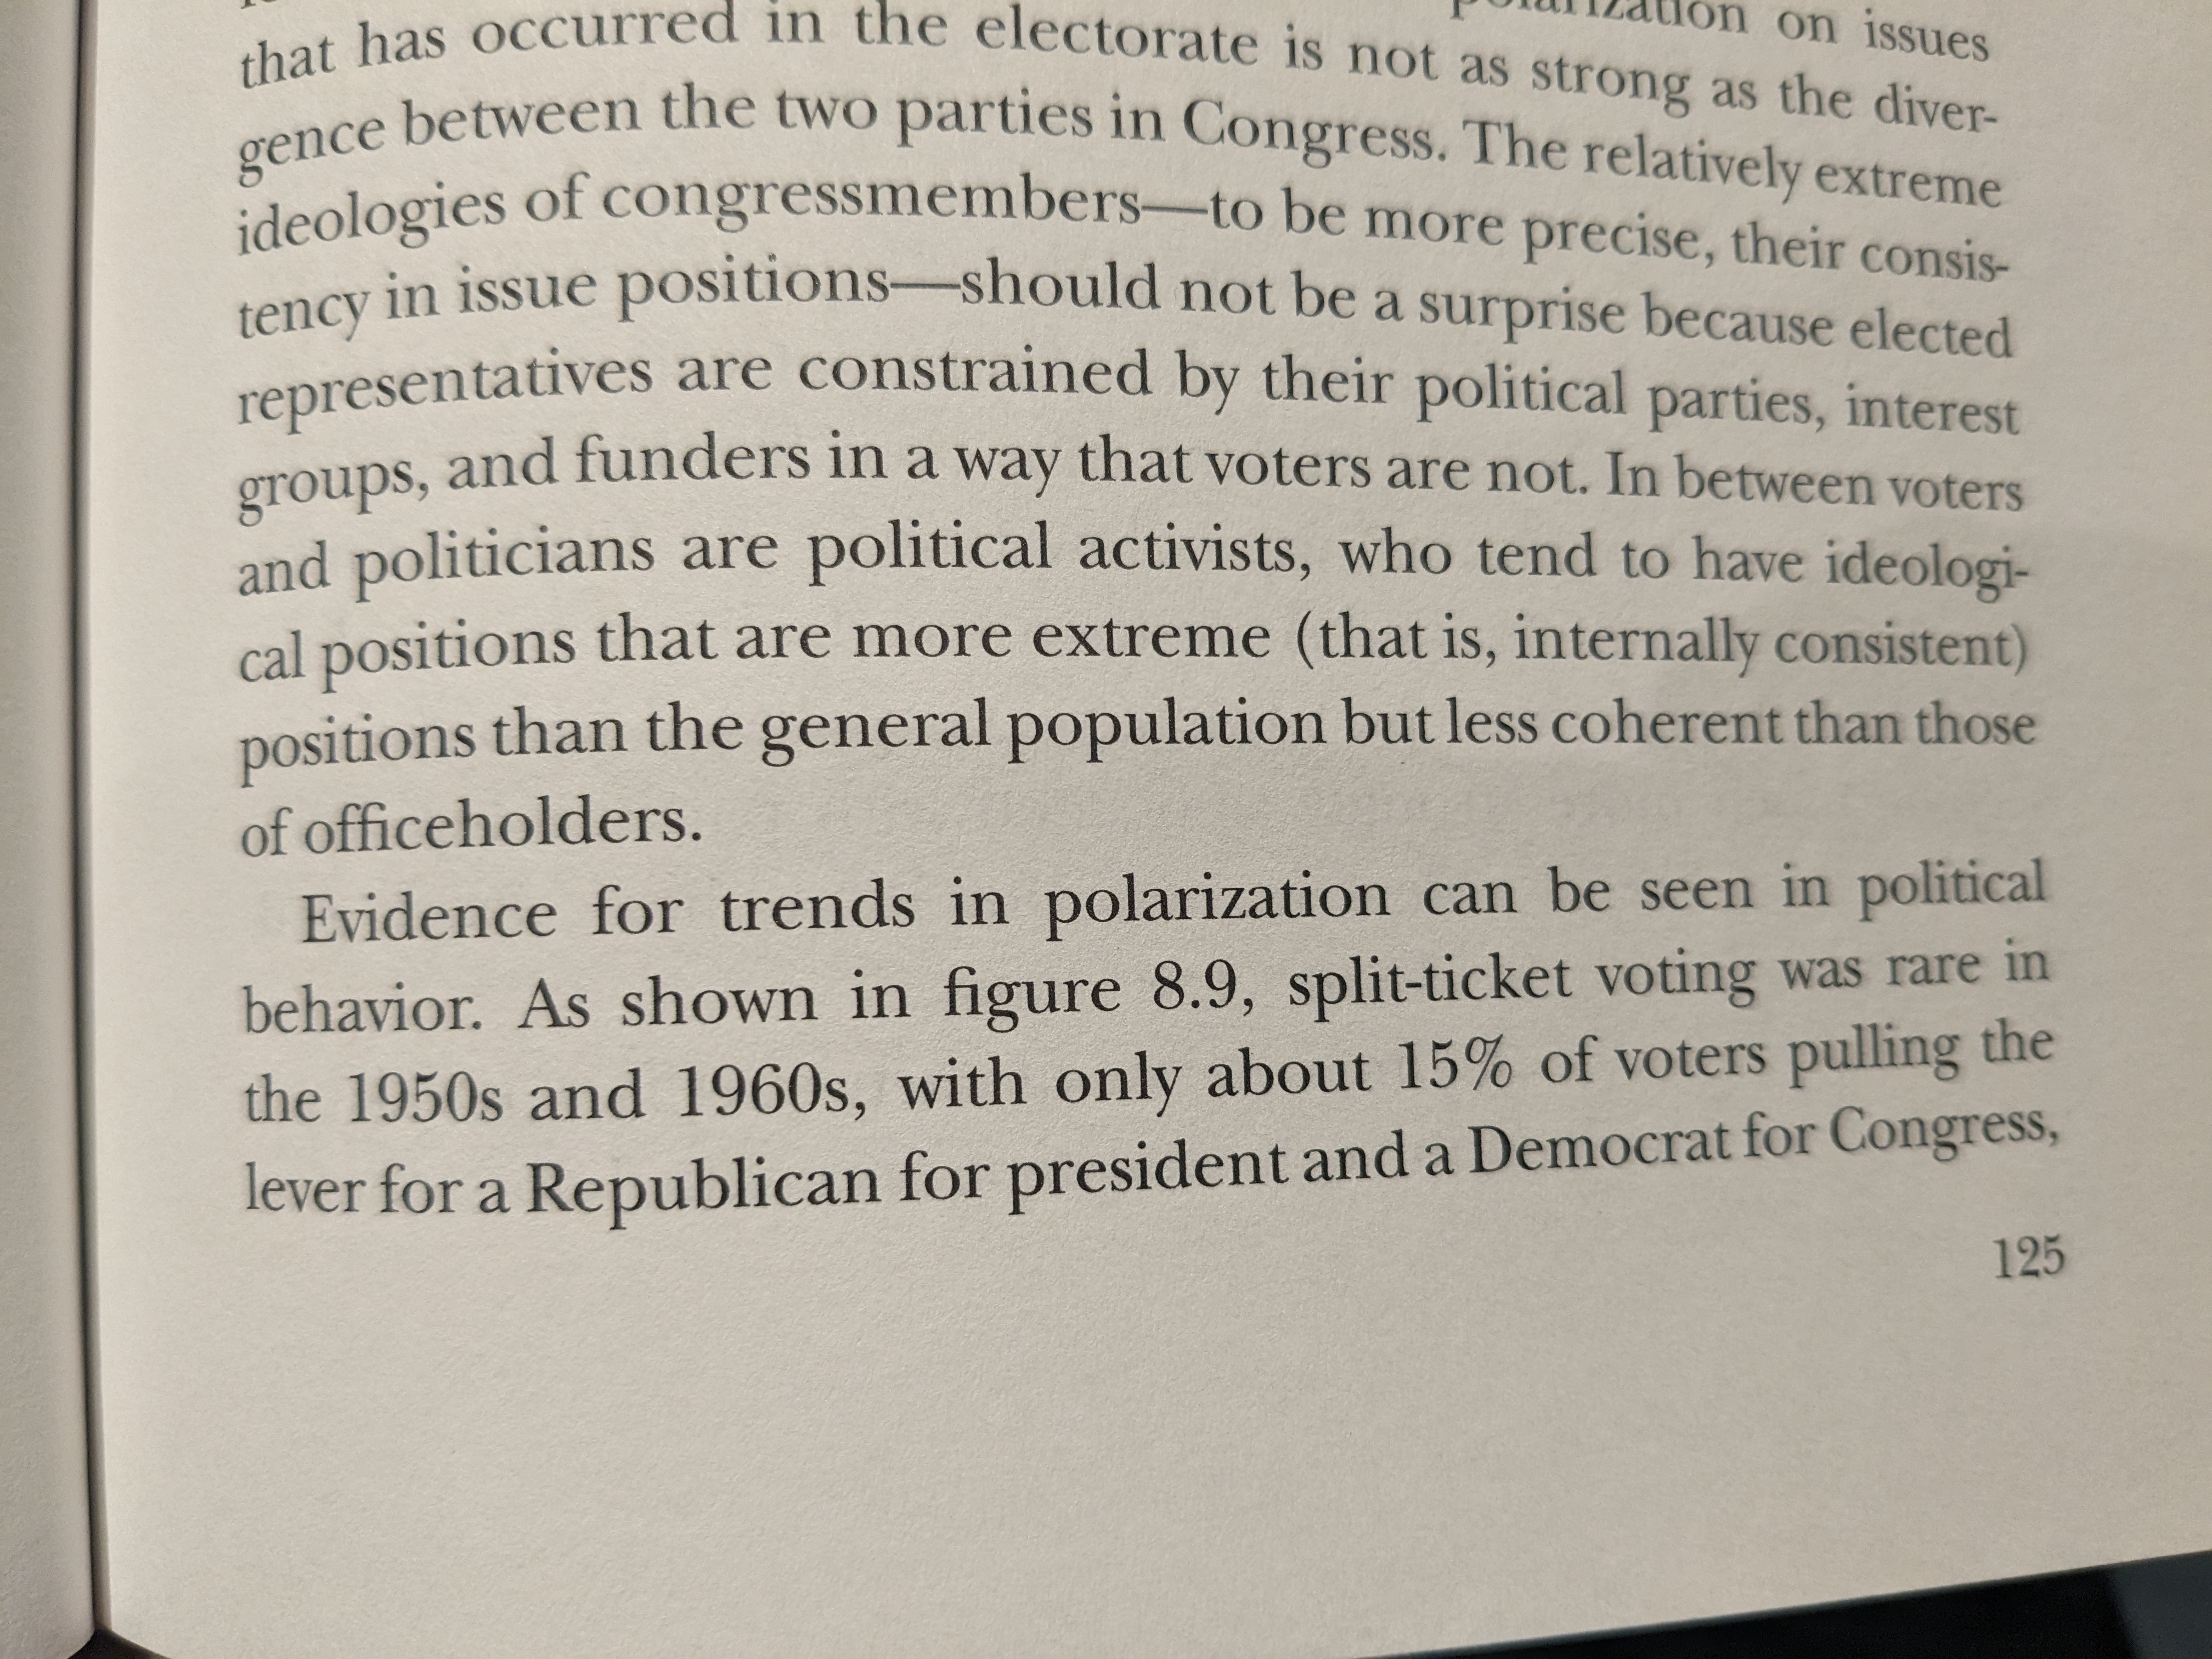 polarization on issues
that has occurred in the electorate is not as strong as the diver-
gence between the two parties in Congress. The relatively extreme
ideologies of congressmembers—to be more precise, their consis-
tency in issue positions—should not be a surprise because elected
representatives are constrained by their political parties, interest
groups, and funders in a way that voters are not. In between voters
and politicians are political activists, who tend to have ideologi-
cal positions that are more extreme (that is, internally consistent)
positions than the general population but less coherent than those
of officeholders.
Evidence for trends in polarization can be seen in political
behavior. As shown in figure 8.9, split-ticket voting was rare in
the 1950s and 1960s, with only about 15% of voters pulling the
lever for a Republican for president and a Democrat for Congress,
125